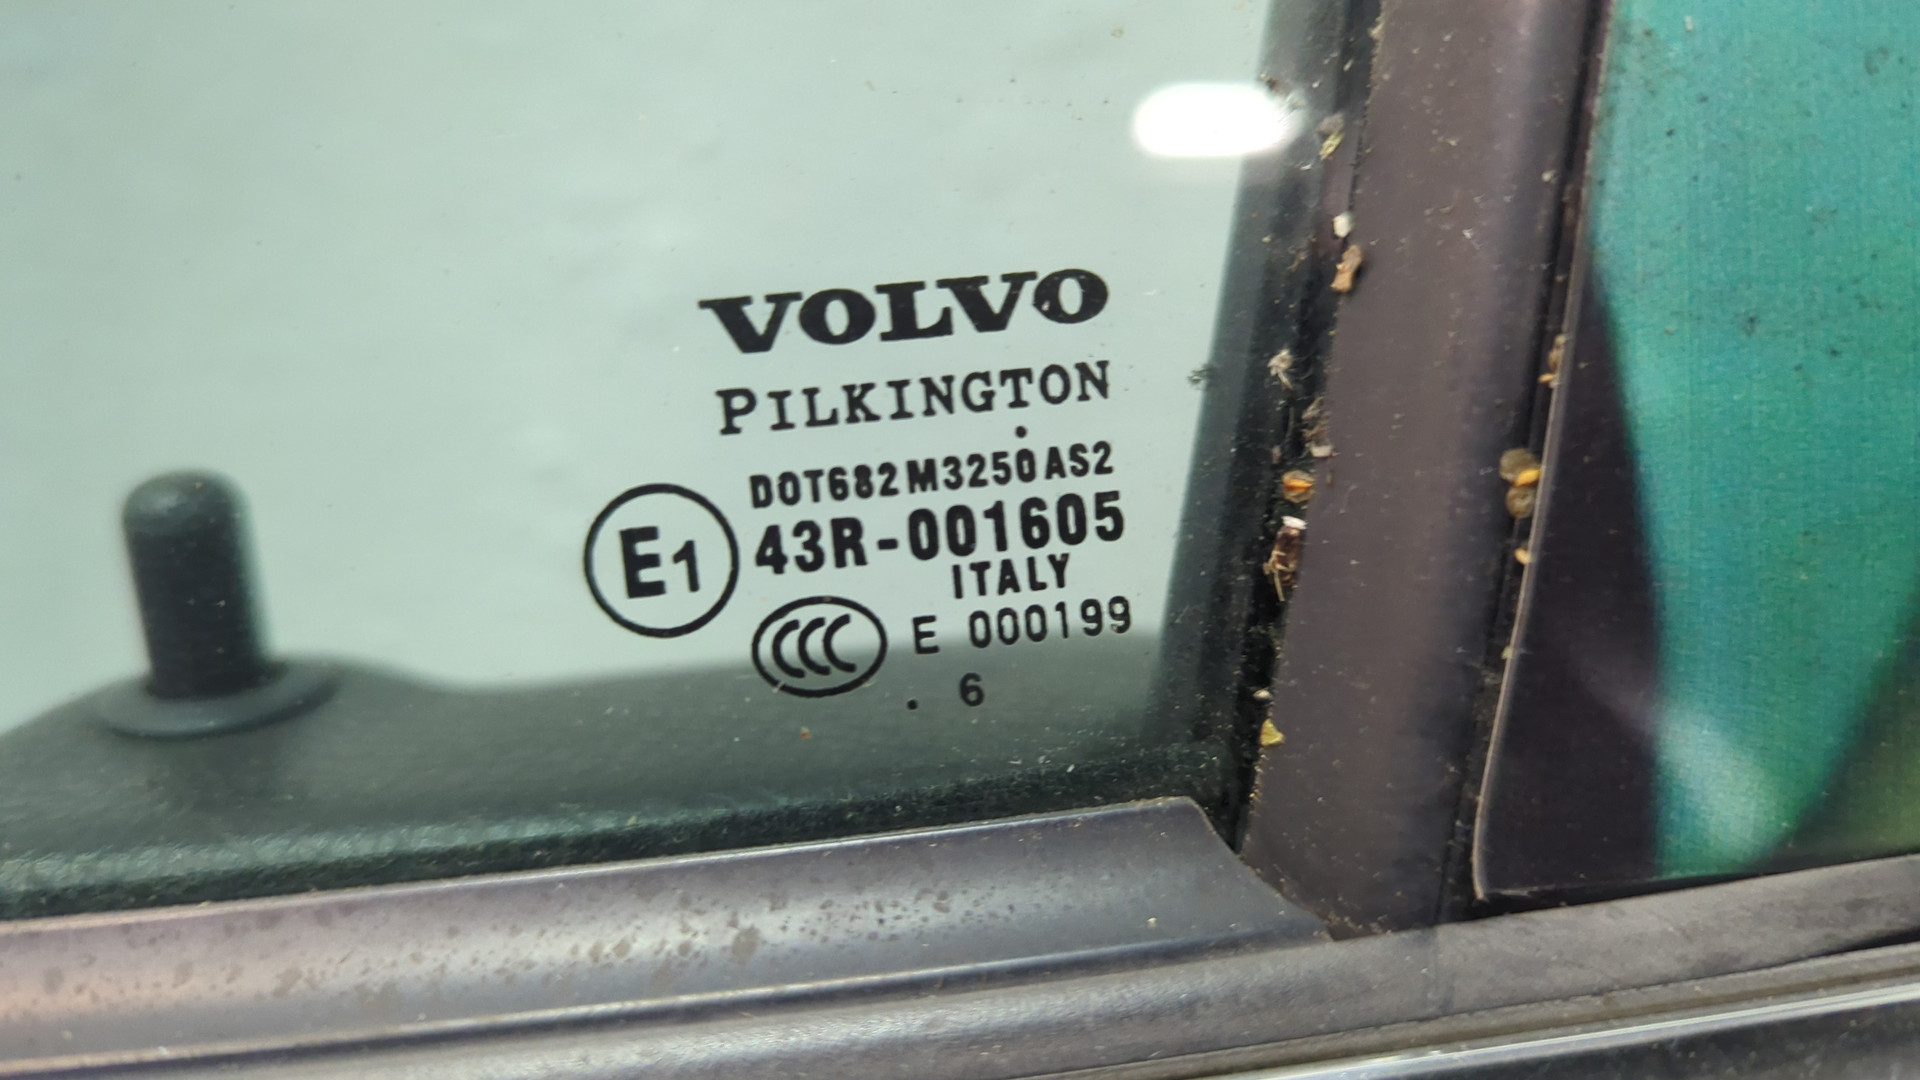 VOLVO
PILKINGTON
DOT682 M3250 AS2
E1 43R-001605
ITALY
CCC E 000199
. 6